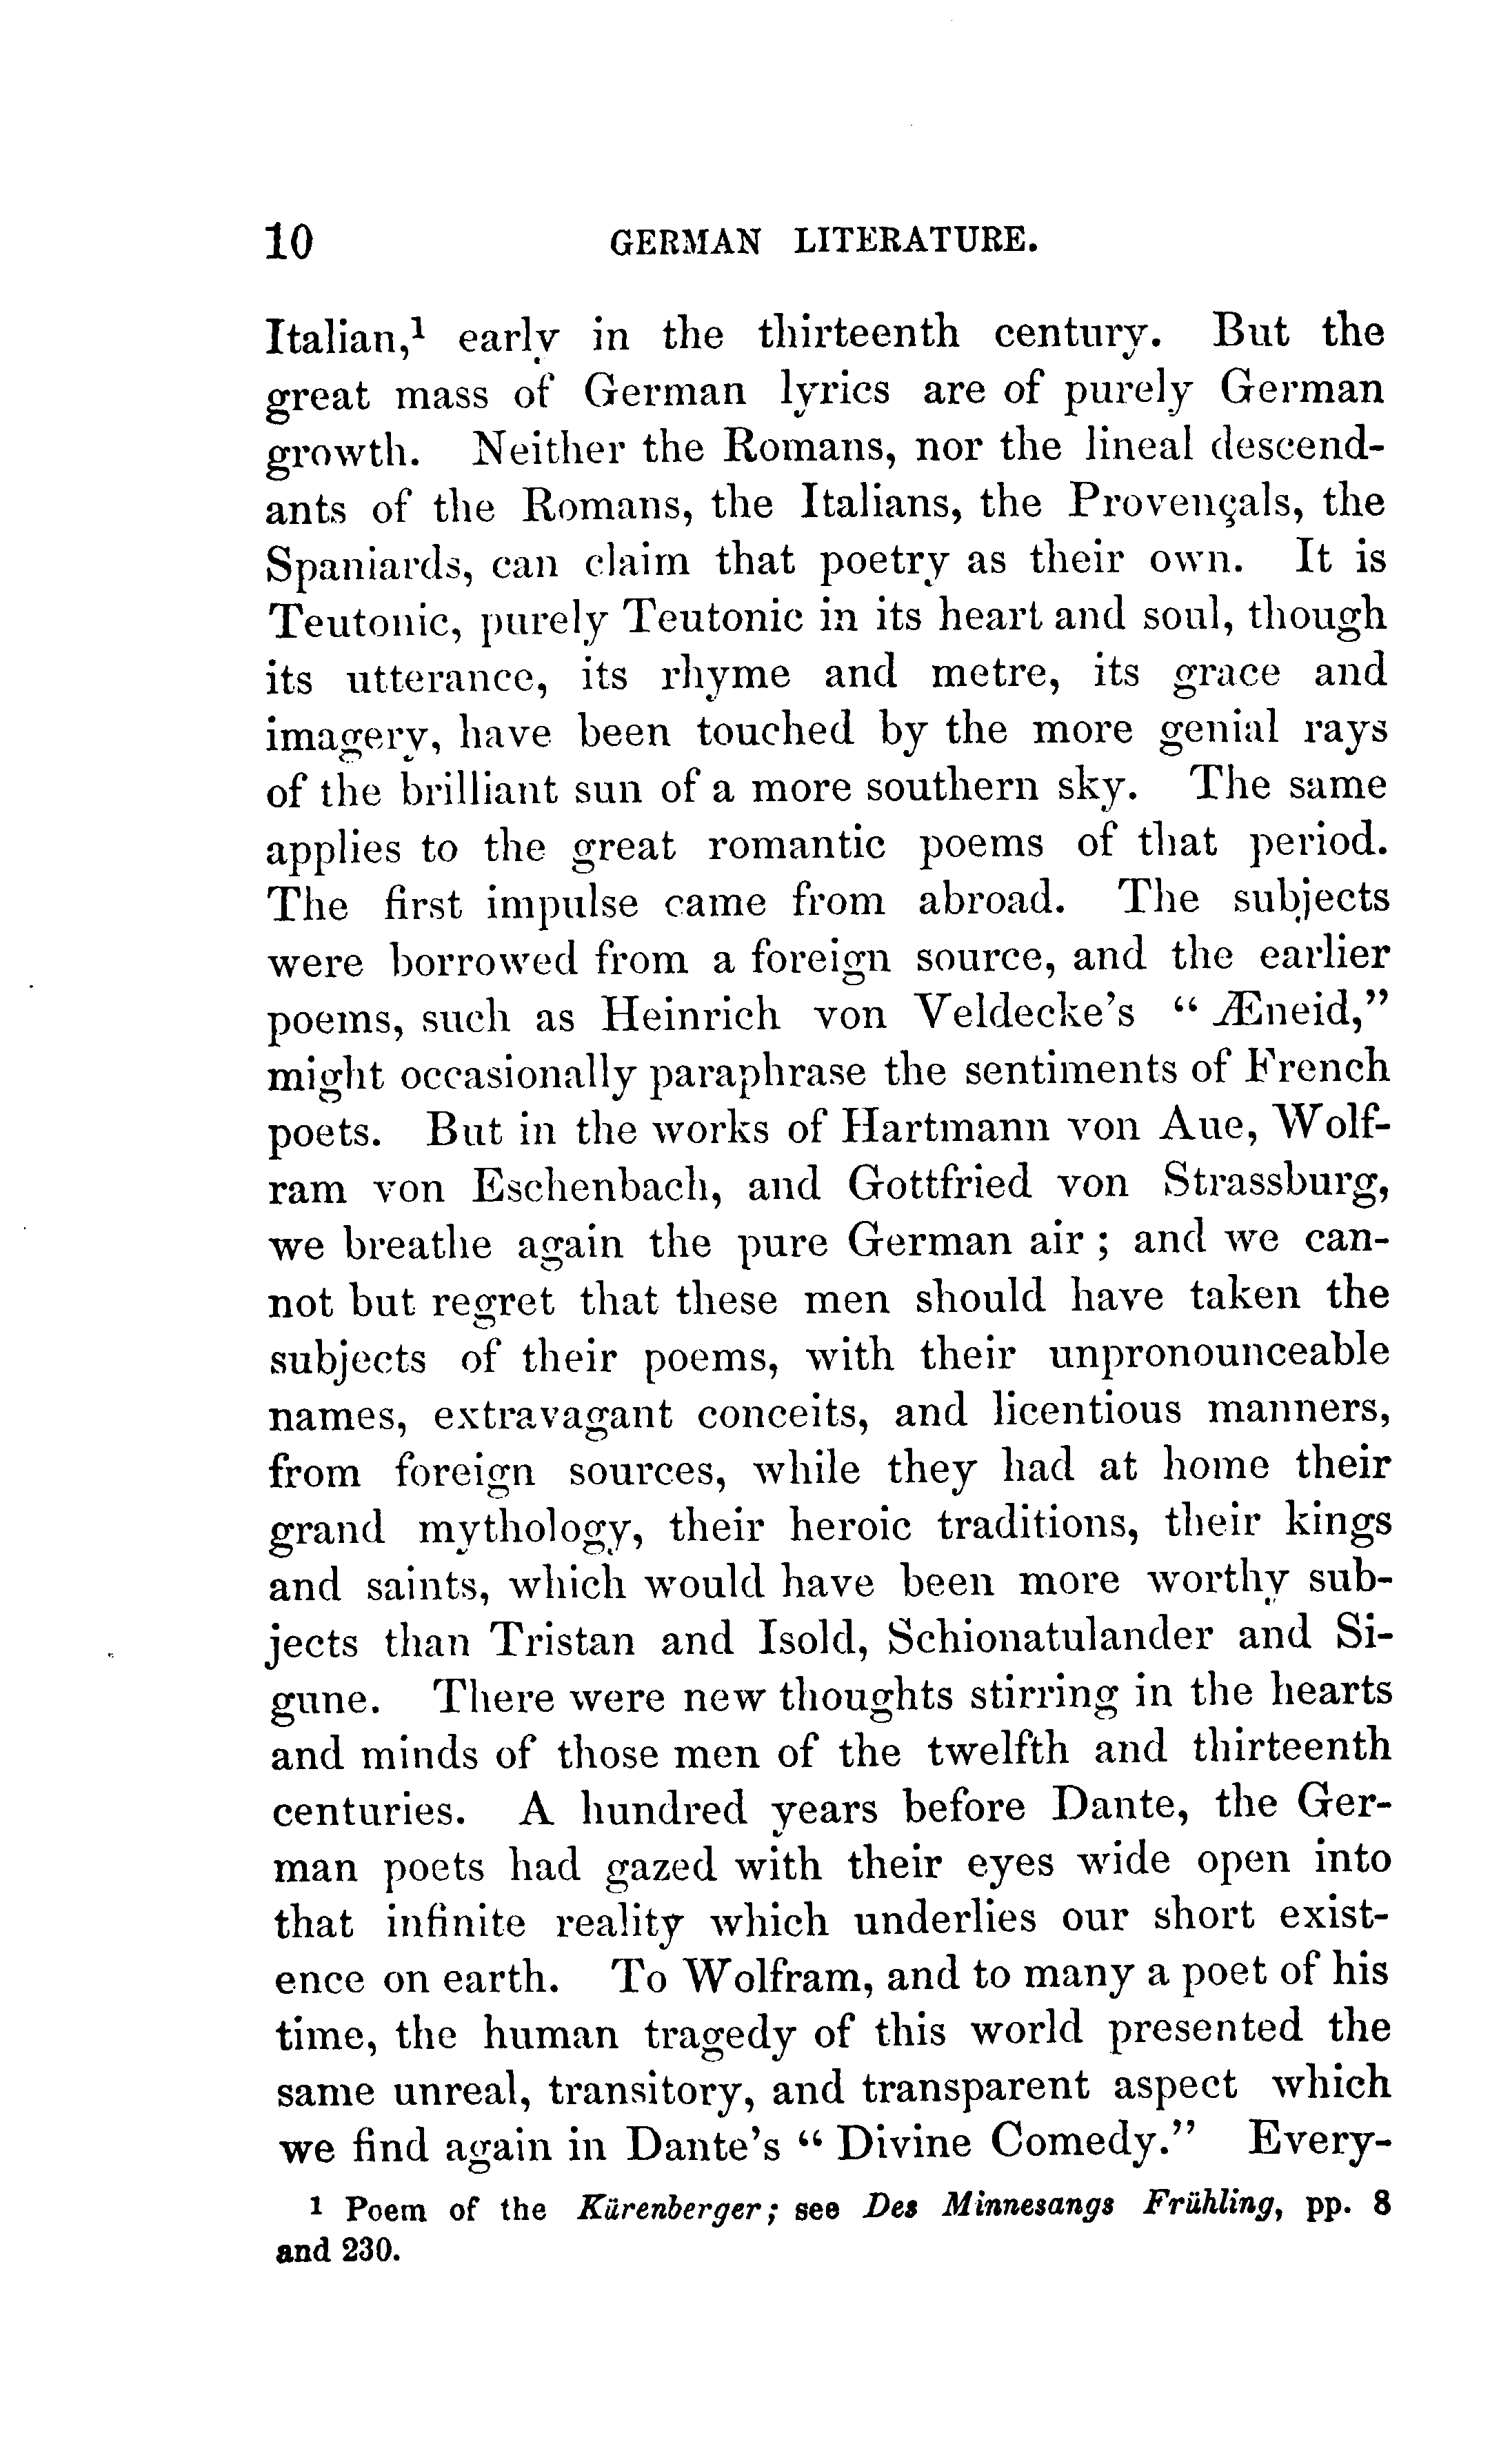 10 GERMAN LITERATURE.
Italian,¹ early in the thirteenth century. But the
great mass of German lyrics are of purely German
growth. Neither the Romans, nor the lineal descend-
ants of the Romans, the Italians, the Provençals, the
Spaniards, can claim that poetry as their own. It is
Teutonic, purely Teutonic in its heart and soul, though
its utterance, its rhyme and metre, its grace and
imagery, have been touched by the more genial rays
of the brilliant sun of a more southern sky. The same
applies to the great romantic poems of that period.
The first impulse came from abroad. The subjects
were borrowed from a foreign source, and the earlier
poems, such as Heinrich von Veldecke's “ Æneid,”
might occasionally paraphrase the sentiments of French
poets. But in the works of Hartmann von Aue, Wolf-
ram von Eschenbach, and Gottfried von Strassburg,
we breathe again the pure German air ; and we can-
not but regret that these men should have taken the
subjects of their poems, with their unpronounceable
names, extravagant conceits, and licentious manners,
from foreign sources, while they had at home their
grand mythology, their heroic traditions, their kings
and saints, which would have been more worthy sub-
jects than Tristan and Isold, Schionatulander and Si-
gune. There were new thoughts stirring in the hearts
and minds of those men of the twelfth and thirteenth
centuries. A hundred years before Dante, the Ger-
man poets had gazed with their eyes wide open into
that infinite reality which underlies our short exist-
ence on earth. To Wolfram, and to many a poet of his
time, the human tragedy of this world presented the
same unreal, transitory, and transparent aspect which
we find again in Dante's “ Divine Comedy.” Every-
1 Poem of the Kürenberger; see Des Minnesangs Frühling, pp. 8
and 230.